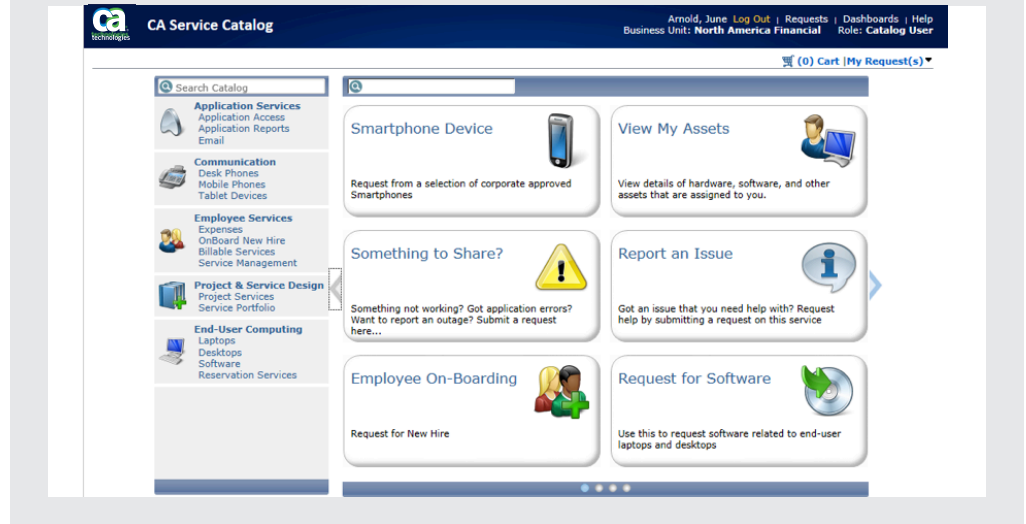 ca
technologies
CA Service Catalog
Arnold, June Log Out | Requests | Dashboards | Help
Business Unit: North America Financial Role: Catalog User
(0) Cart |My Request(s)
Search Catalog
Application Services
Application Access
Application Reports
Email
Communication
Desk Phones
Mobile Phones
Tablet Devices
Employee Services
Expenses
OnBoard New Hire
Billable Services
Service Management
Project & Service Design
Project Services
Service Portfolio
End-User Computing
Laptops
Desktops
Software
Reservation Services
Smartphone Device
Request from a selection of corporate approved
Smartphones
View My Assets
View details of hardware, software, and other
assets that are assigned to you.
Something to Share?
Something not working? Got application errors?
Want to report an outage? Submit a request
here...
Report an Issue
Got an issue that you need help with? Request
help by submitting a request on this service
Employee On-Boarding
Request for New Hire
Request for Software
Use this to request software related to end-user
laptops and desktops